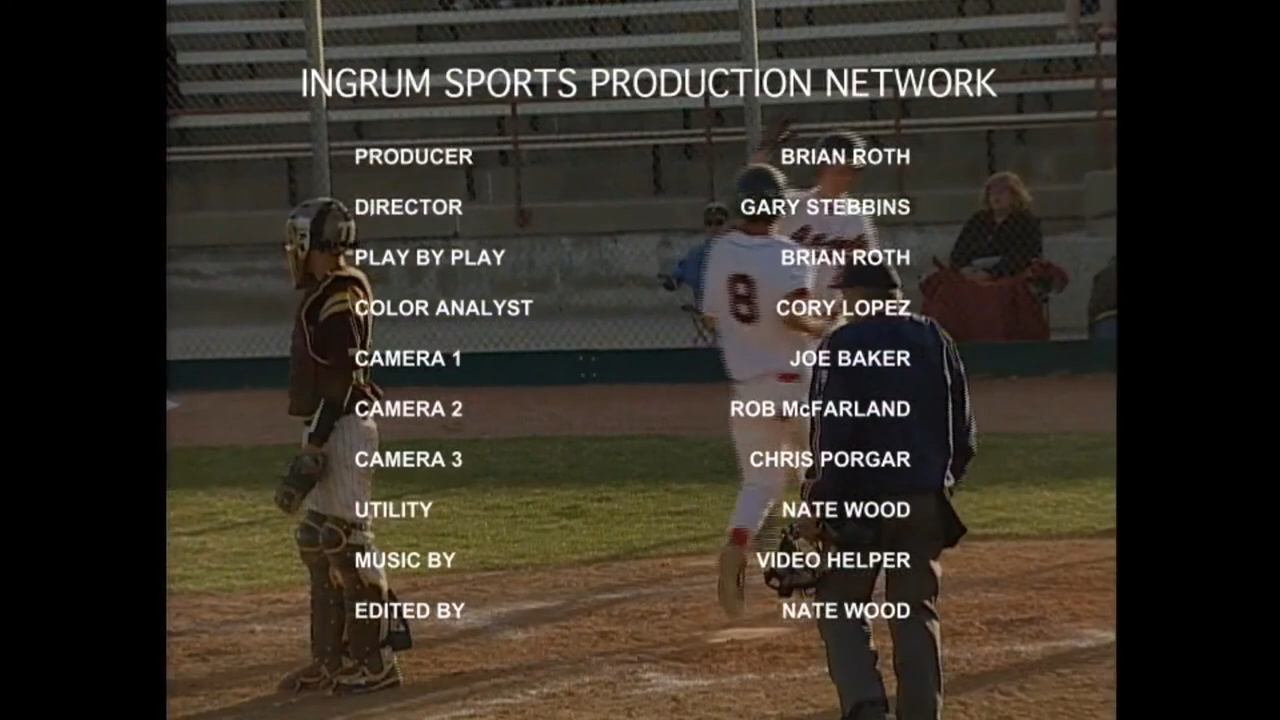 INGRUM SPORTS PRODUCTION NETWORK
PRODUCER BRIAN ROTH
DIRECTOR GARY STEBBINS
PLAY BY PLAY BRIAN ROTH
COLOR ANALYST CORY LOPEZ
CAMERA 1 JOE BAKER
CAMERA 2 ROB McFARLAND
CAMERA 3 CHRIS PORGAR
UTILITY NATE WOOD
MUSIC BY VIDEO HELPER
EDITED BY NATE WOOD
8